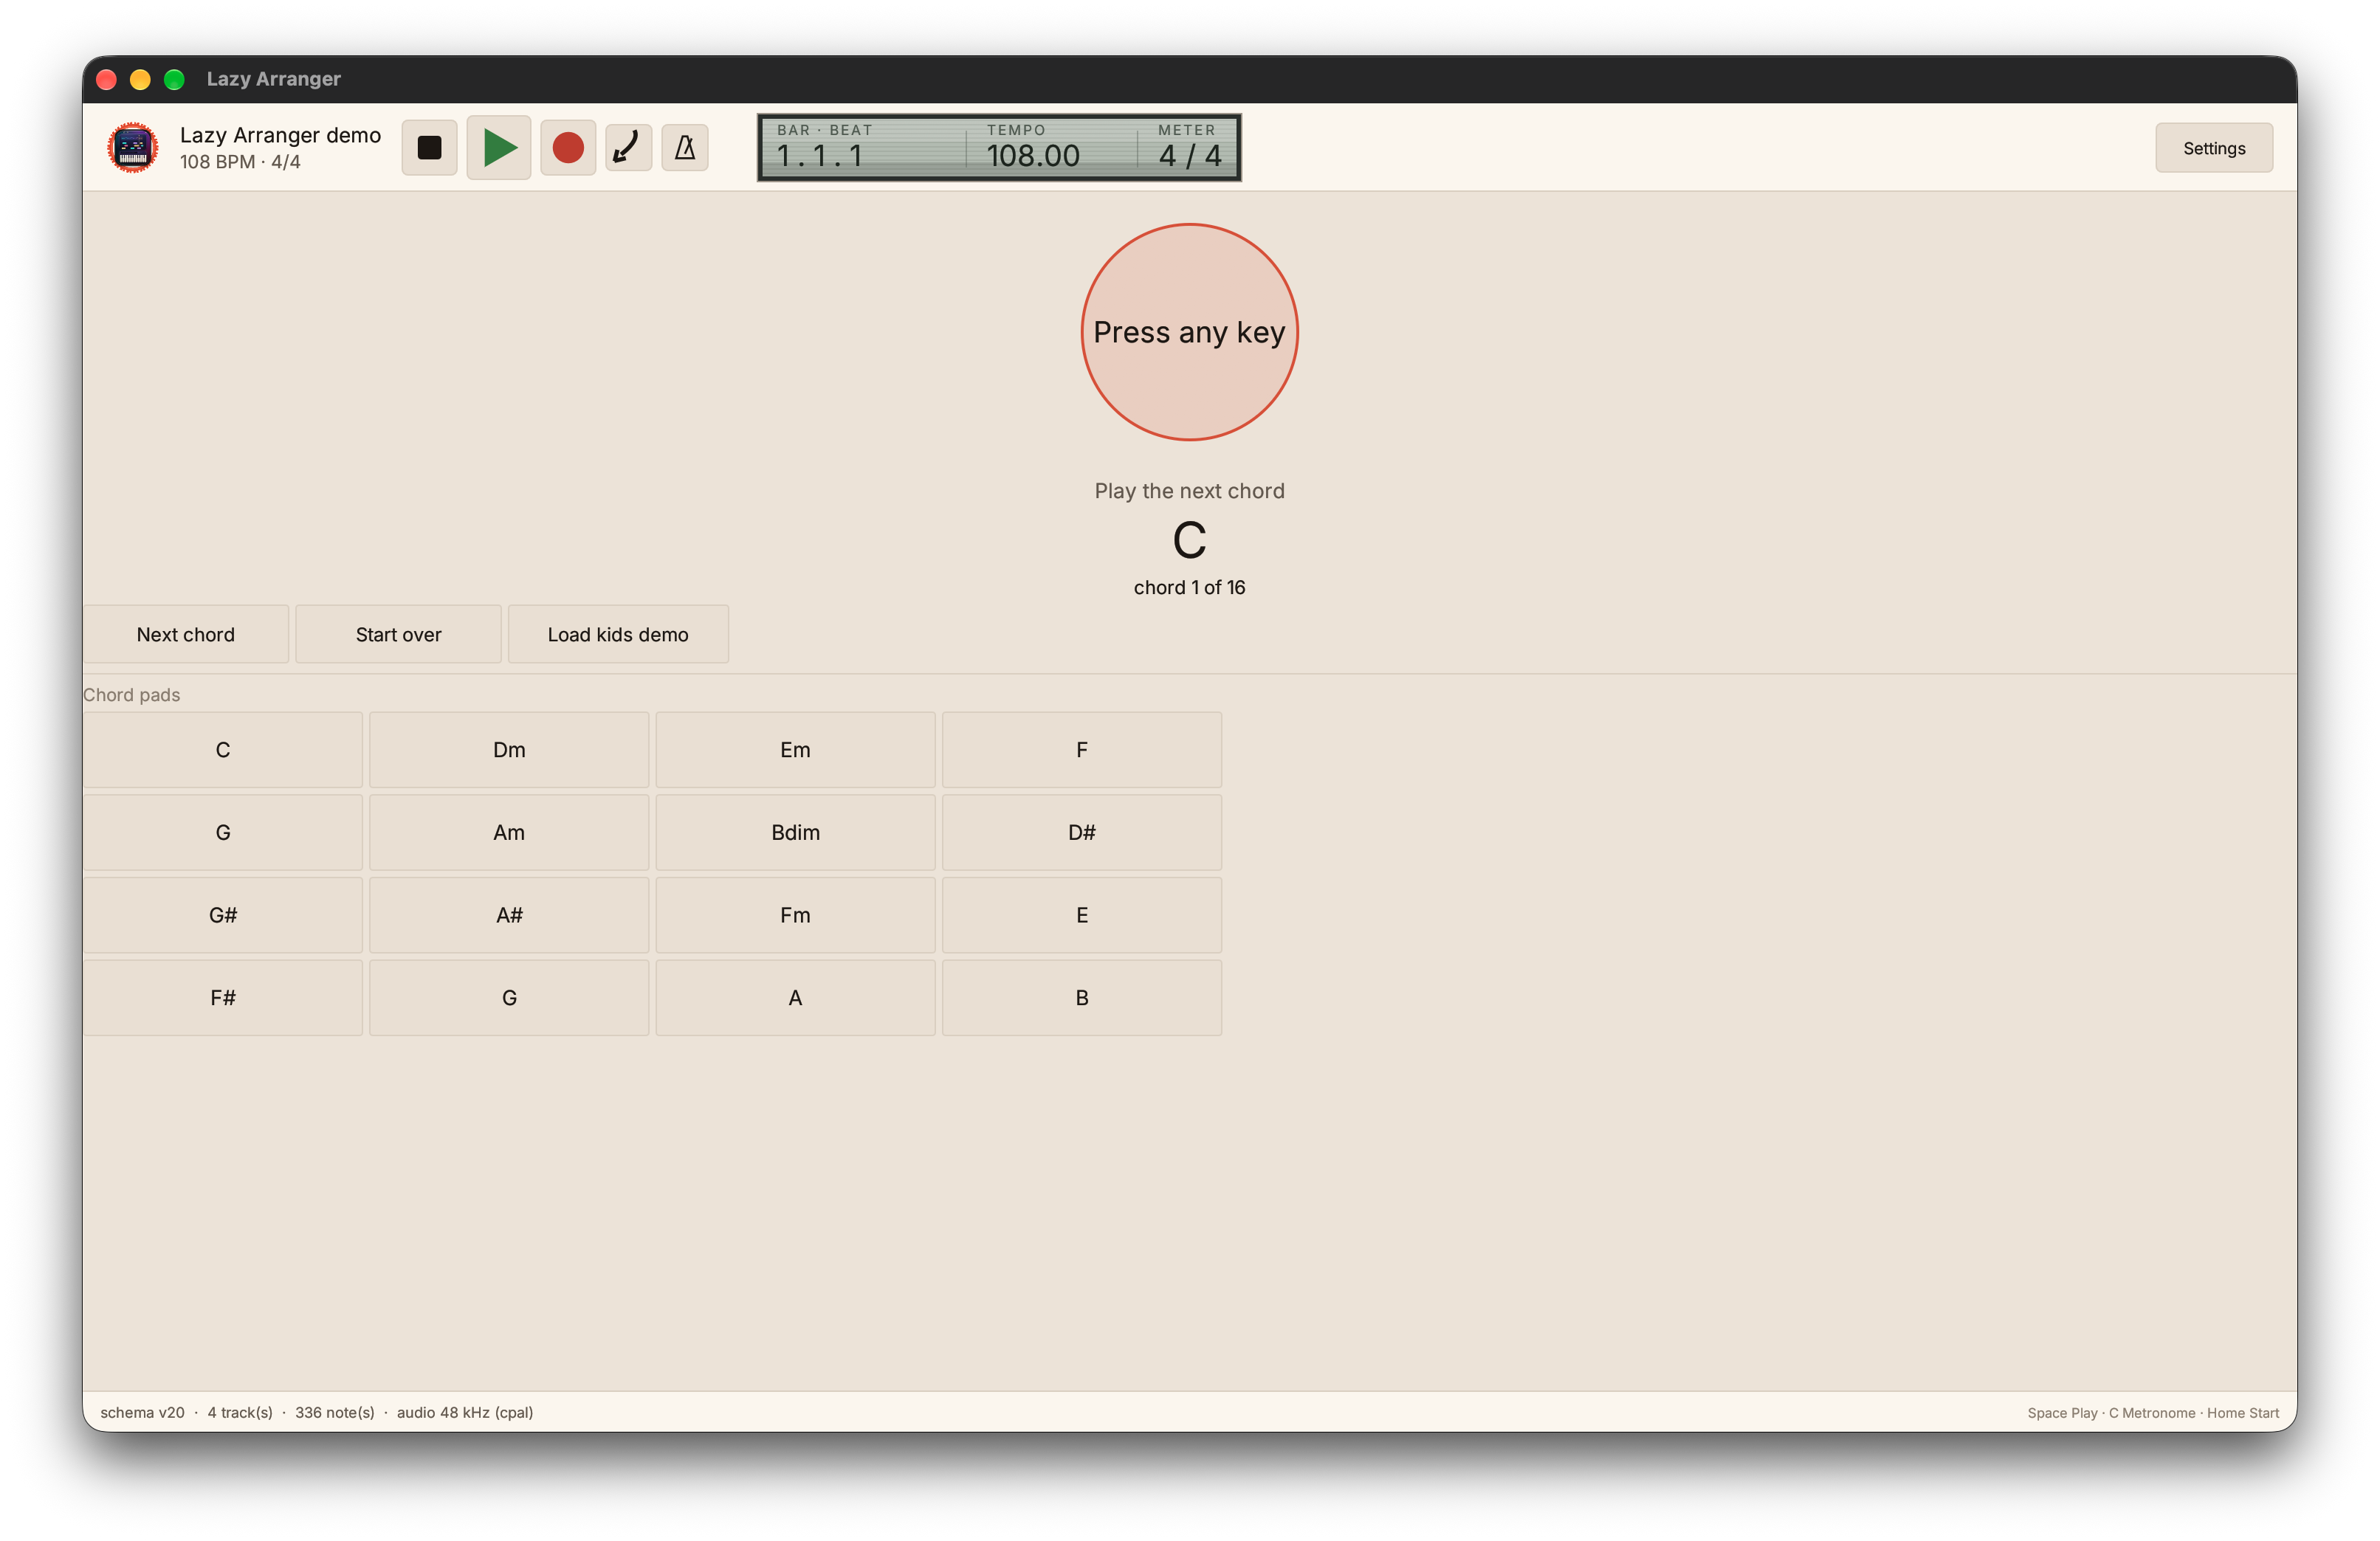 Lazy Arranger
Lazy Arranger demo
108 BPM · 4/4
BAR · BEAT
1. 1. 1
TEMPO
108.00
METER
4 / 4
Settings
Press any key
Play the next chord
C
chord 1 of 16
Next chord
Start over
Load kids demo
Chord pads
C
Dm
Em
F
G
Am
Bdim
D#
G#
A#
Fm
E
F#
G
A
B
schema v20 · 4 track(s) · 336 note(s) · audio 48 kHz (cpal)
Space Play · C Metronome · Home Start